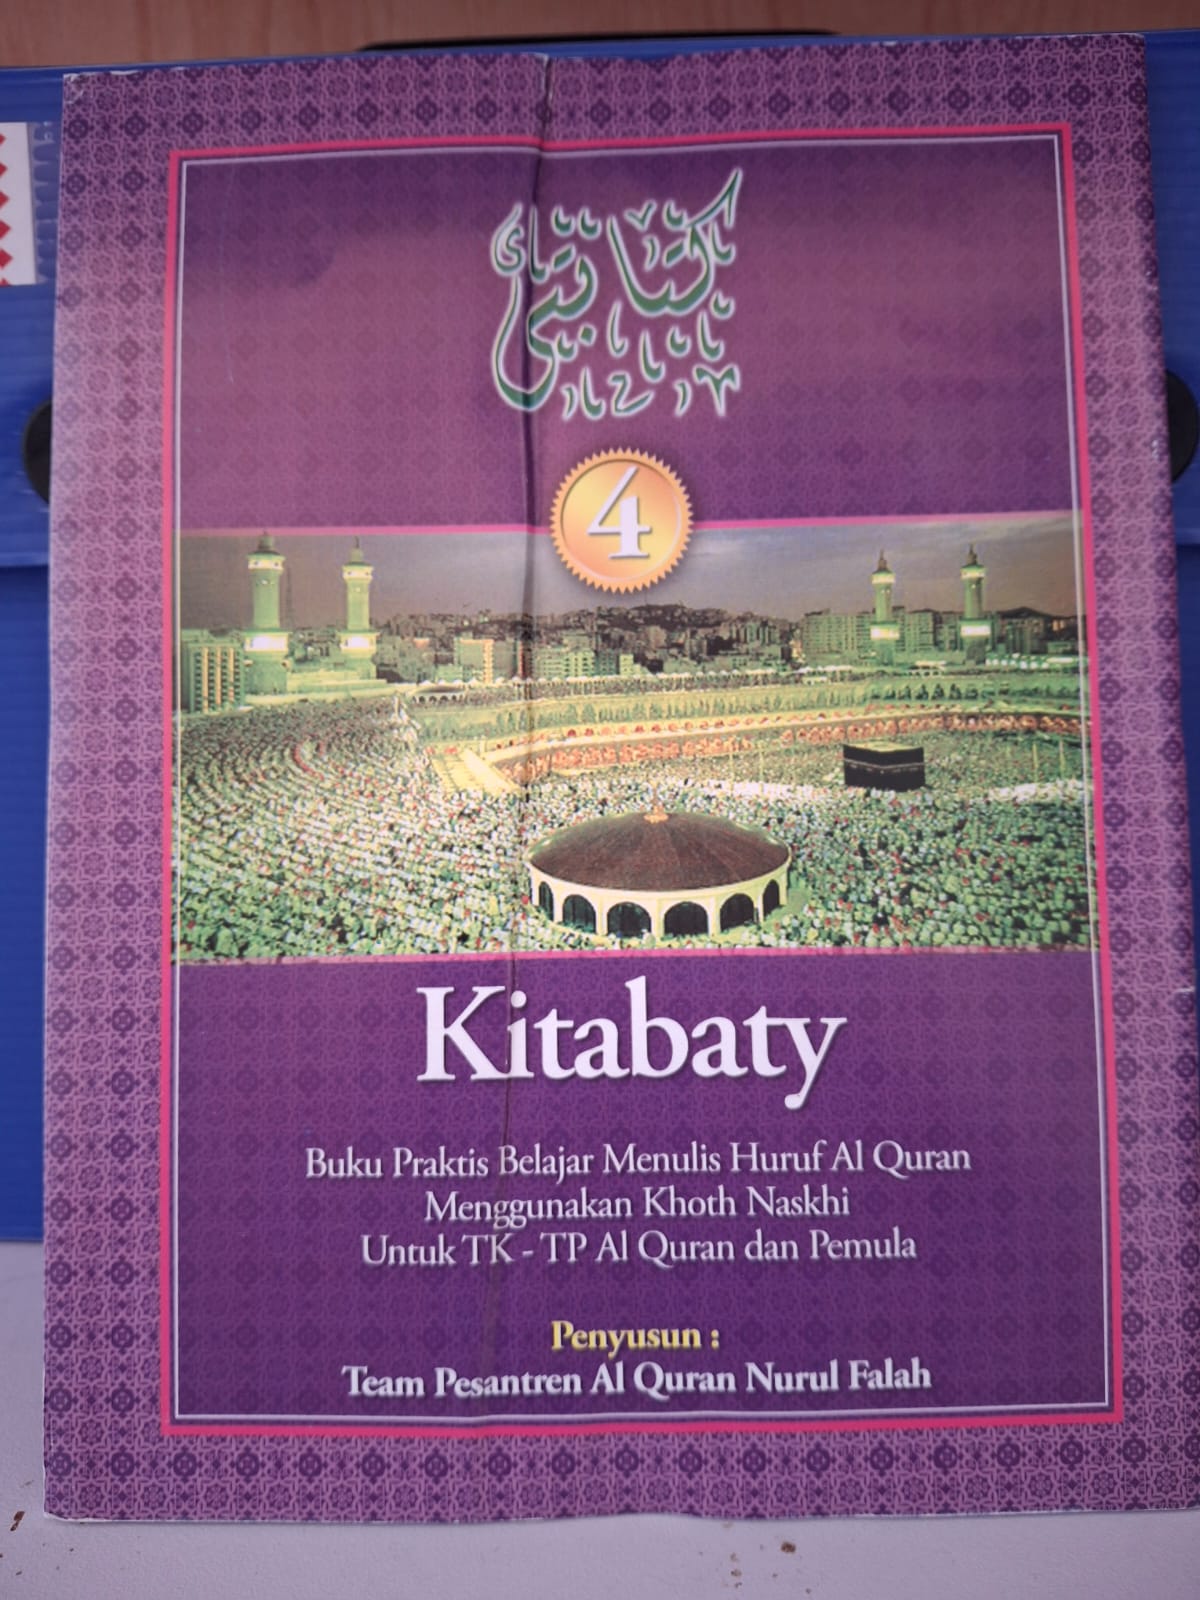 كتابتي
4
Kitabaty
Buku Praktis Belajar Menulis Huruf Al Quran
Menggunakan Khoth Naskhi
Untuk TK - TP Al Quran dan Pemula
Penyusun :
Team Pesantren Al Quran Nurul Falah